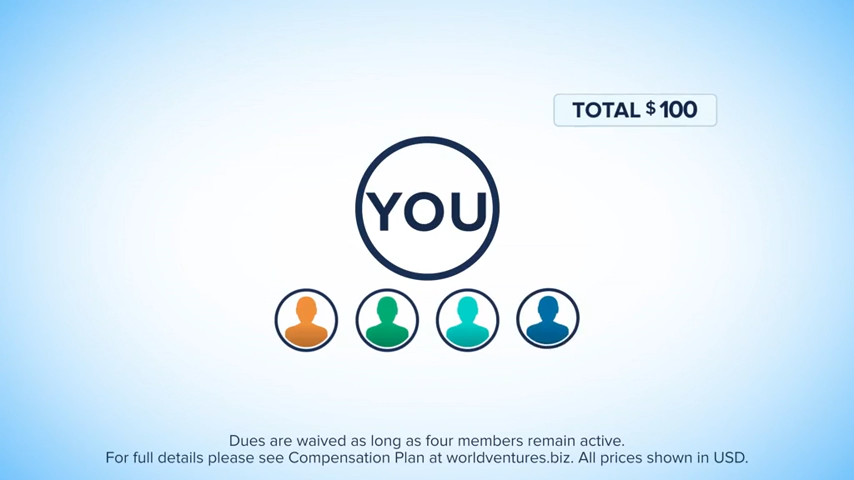 TOTAL $100
YOU
Dues are waived as long as four members remain active.
For full details please see Compensation Plan at worldventures.biz. All prices shown in USD.